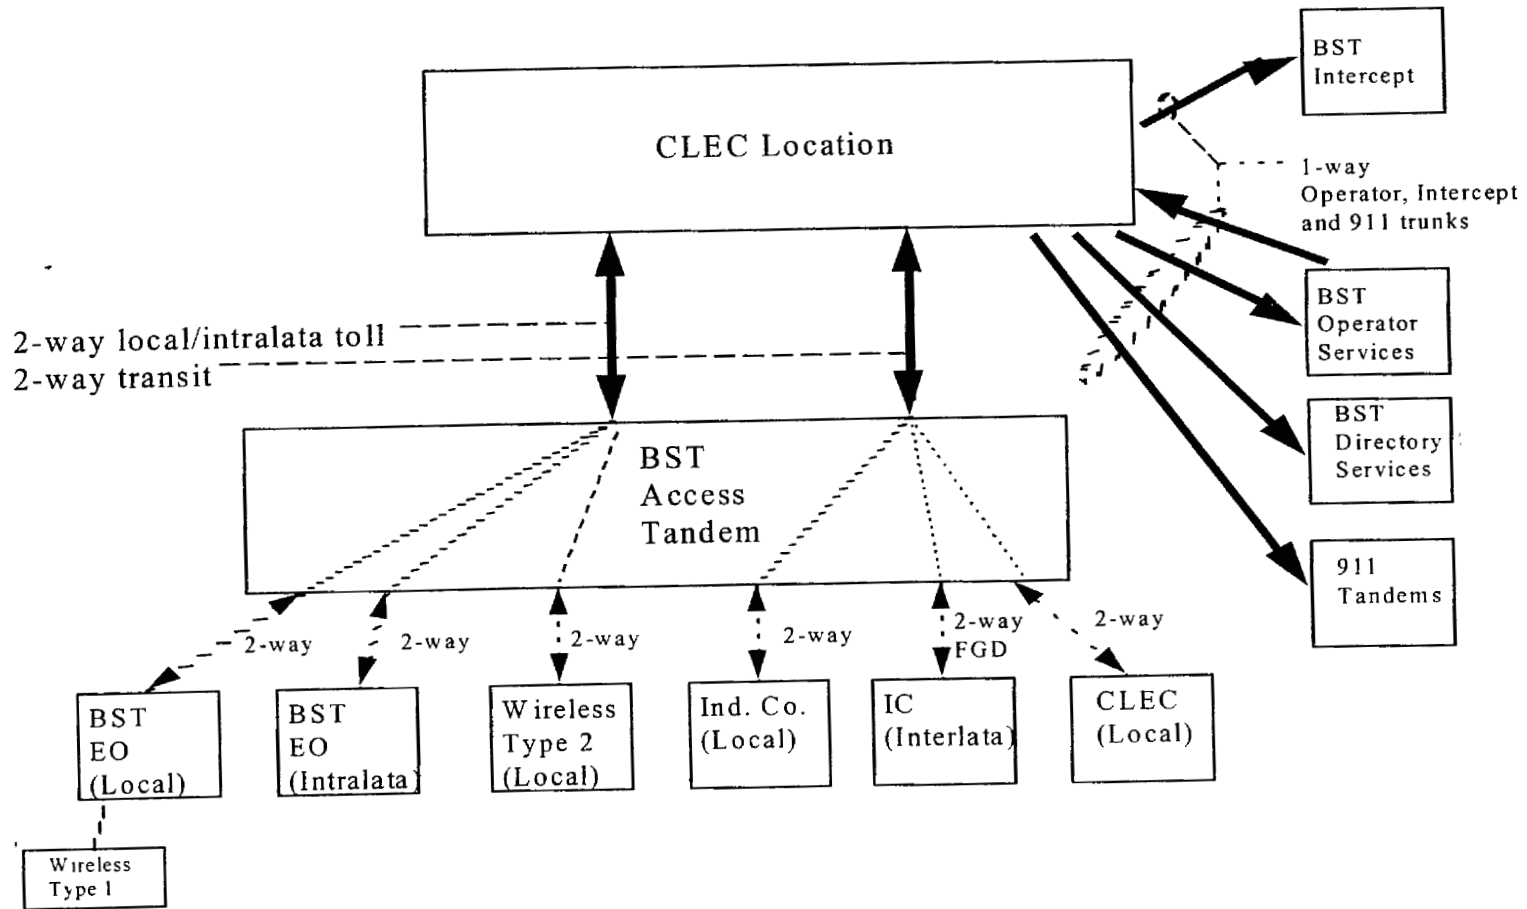 BST
Intercept
CLEC Location
1-way
Operator, Intercept
and 911 trunks
BST
Operator
Services
2-way local/intralata toll
2-way transit
BST
Directory
Services
BST
Access
Tandem
911
Tandems
2-way
2-way
2-way
2-way
2-way
FGD
2-way
BST
EO
(Local)
BST
EO
(Intralata)
Wireless
Type 2
(Local)
Ind. Co.
(Local)
IC
(Interlata)
CLEC
(Local)
Wireless
Type 1